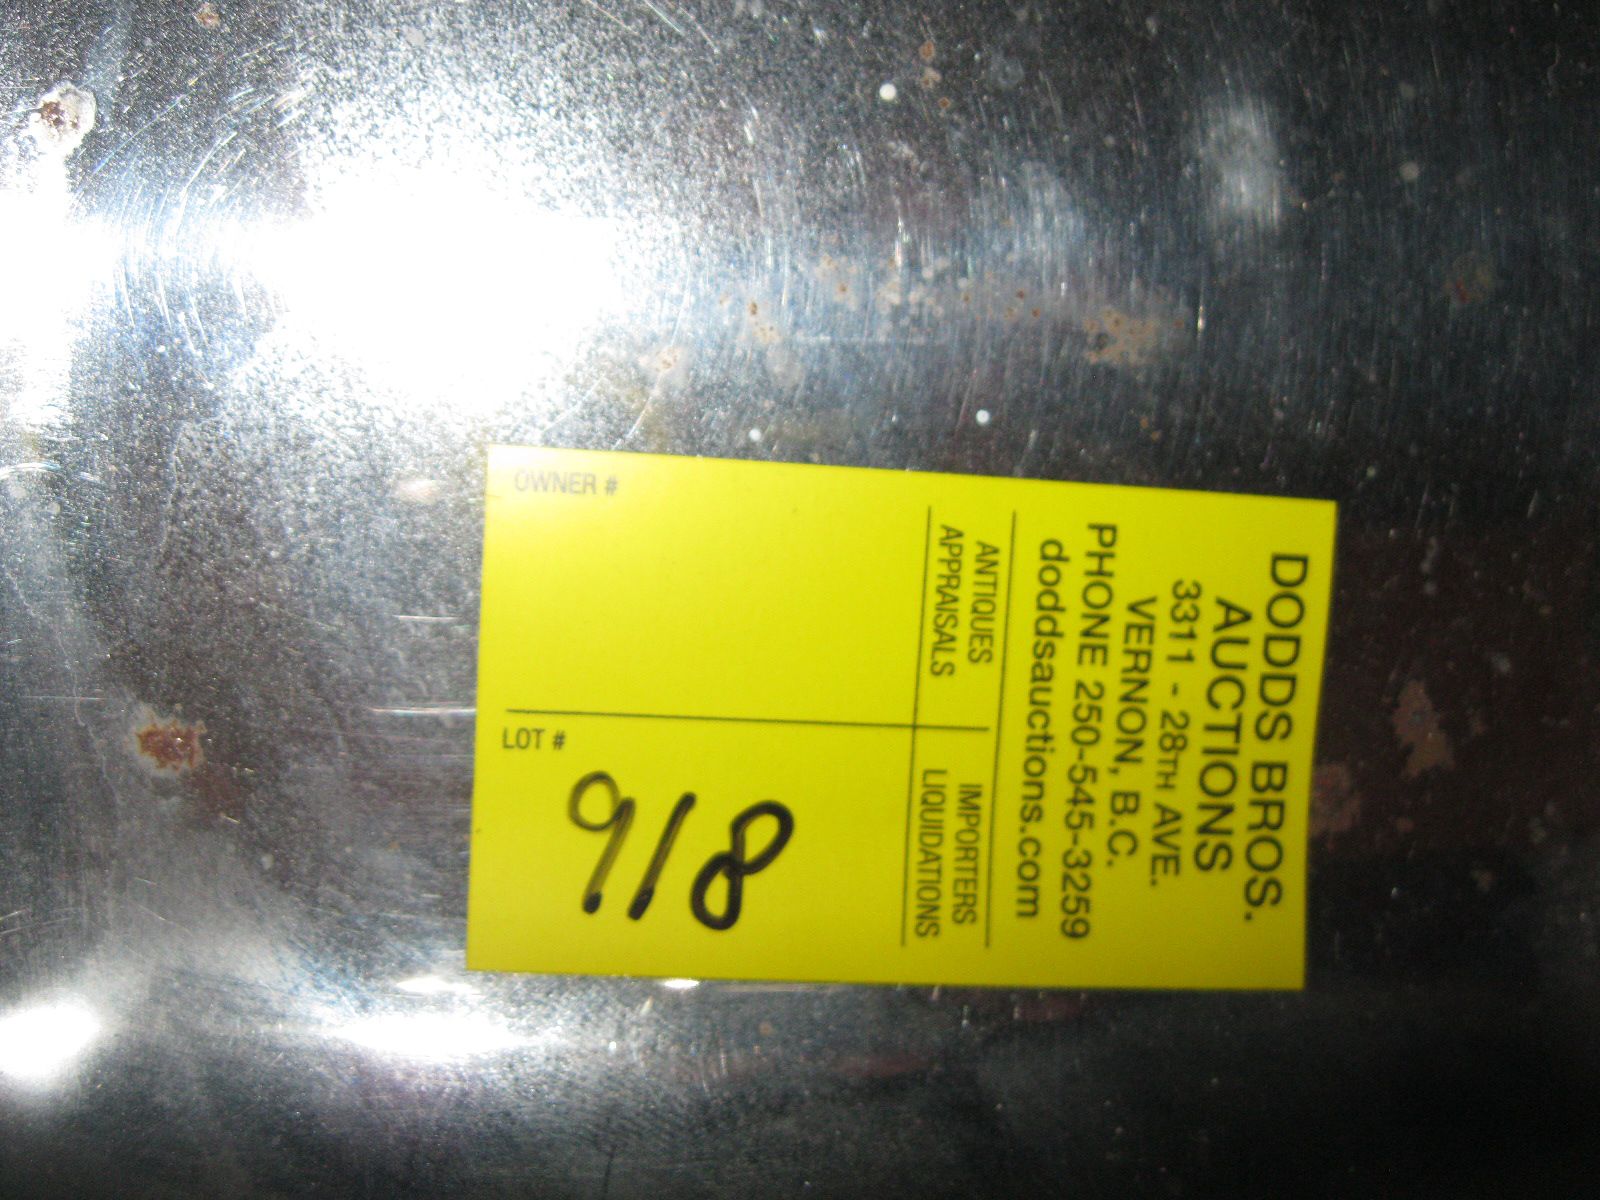 DODDS BROS.
AUCTIONS
3311 - 28TH AVE.
VERNON, B.C.
PHONE 250-545-3259
doddsauctions.com
ANTIQUES
APPRAISALS
IMPORTERS
LIQUIDATIONS
OWNER #
LOT #
918